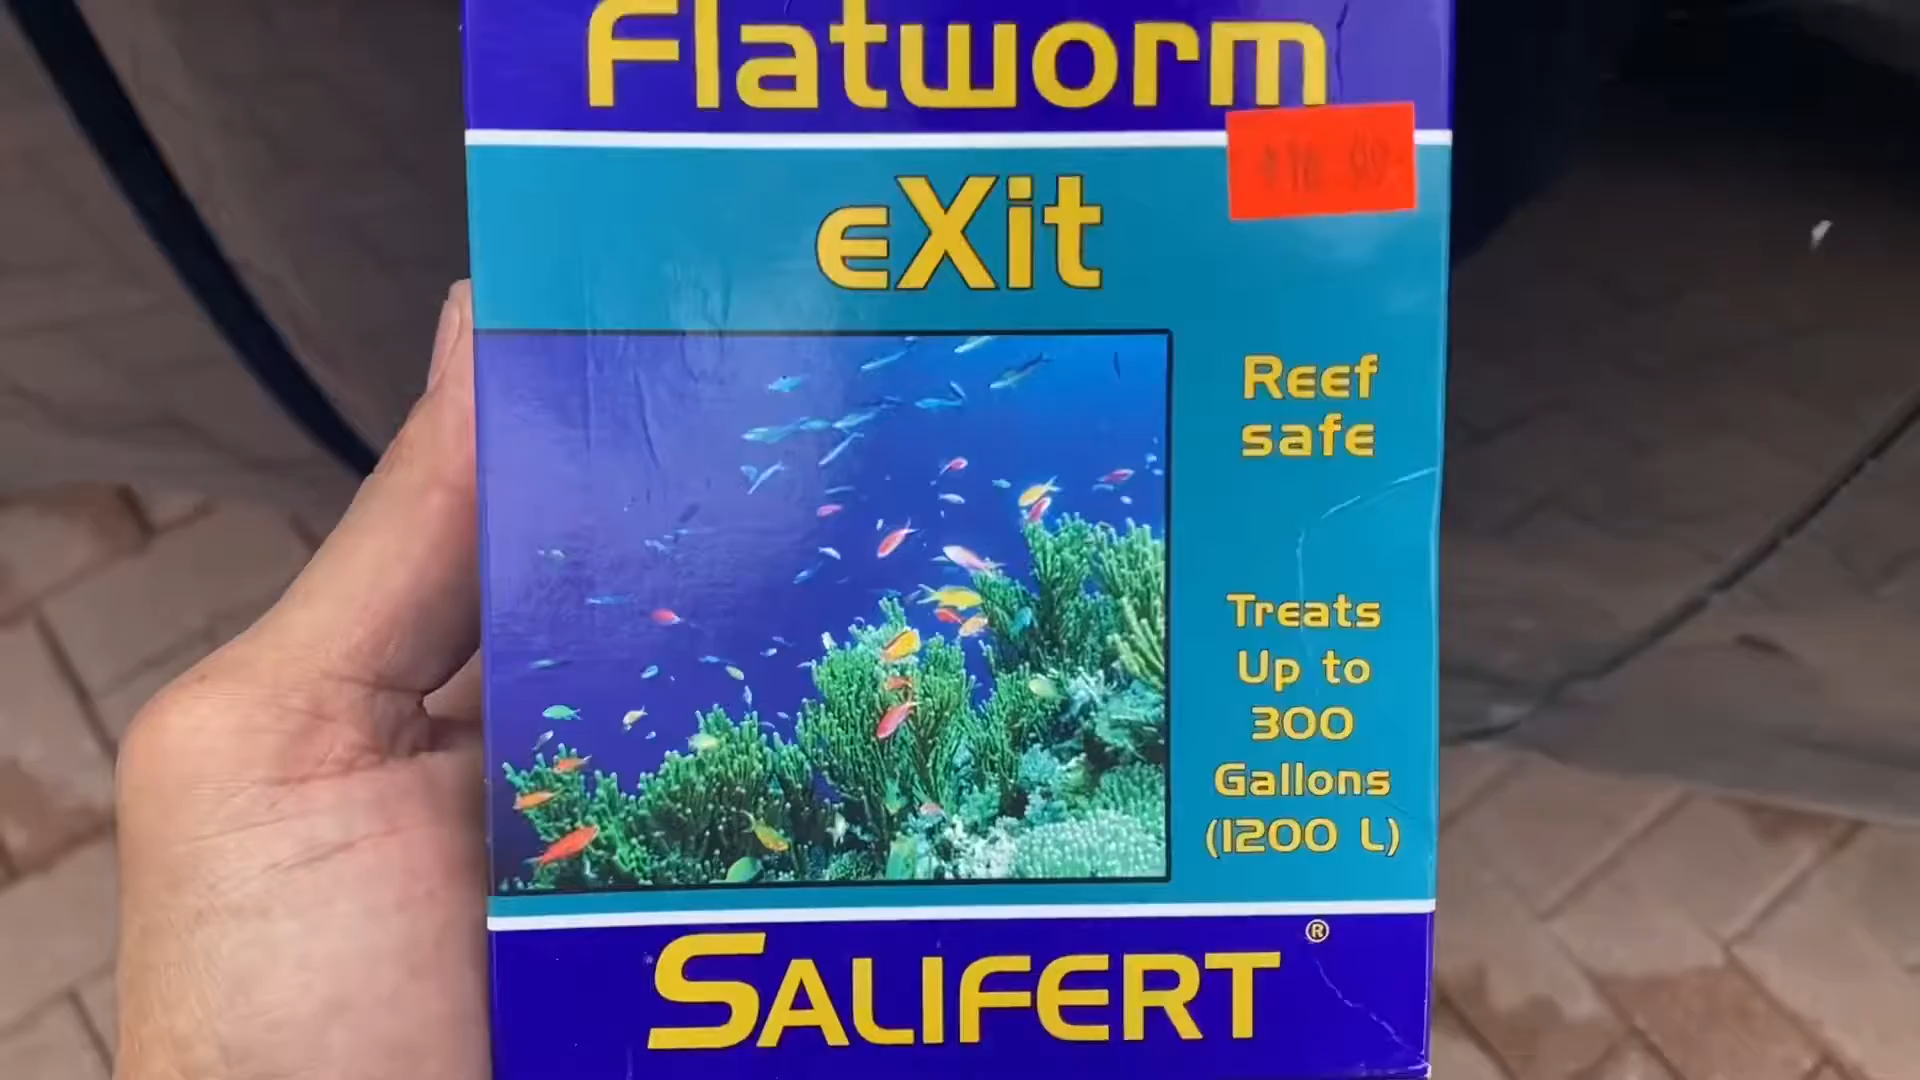 Flatworm
eXit
Reef
safe
Treats
Up to
300
Gallons
(1200 L)
SALIFERT®